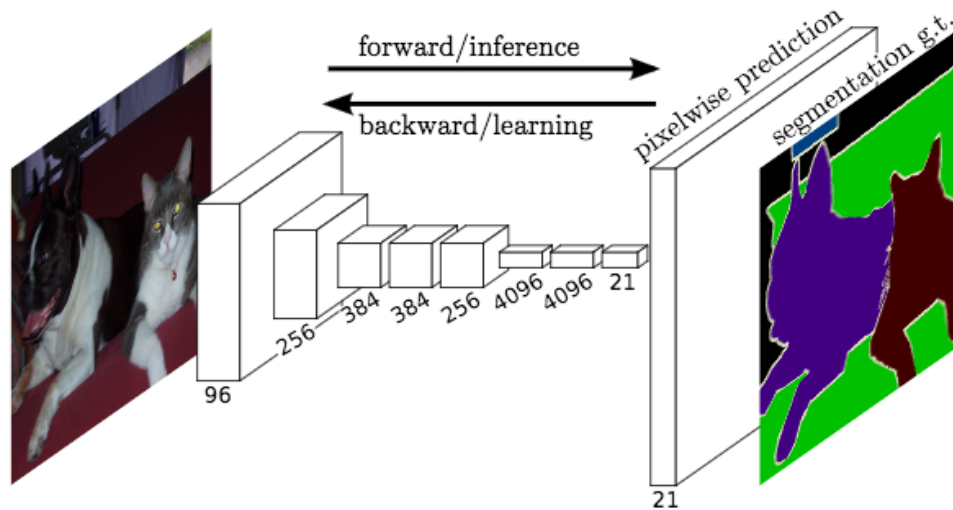 forward/inference
backward/learning
pixelwise prediction
segmentation g.t.
96
256
384
384
256
4096
4096
21
21